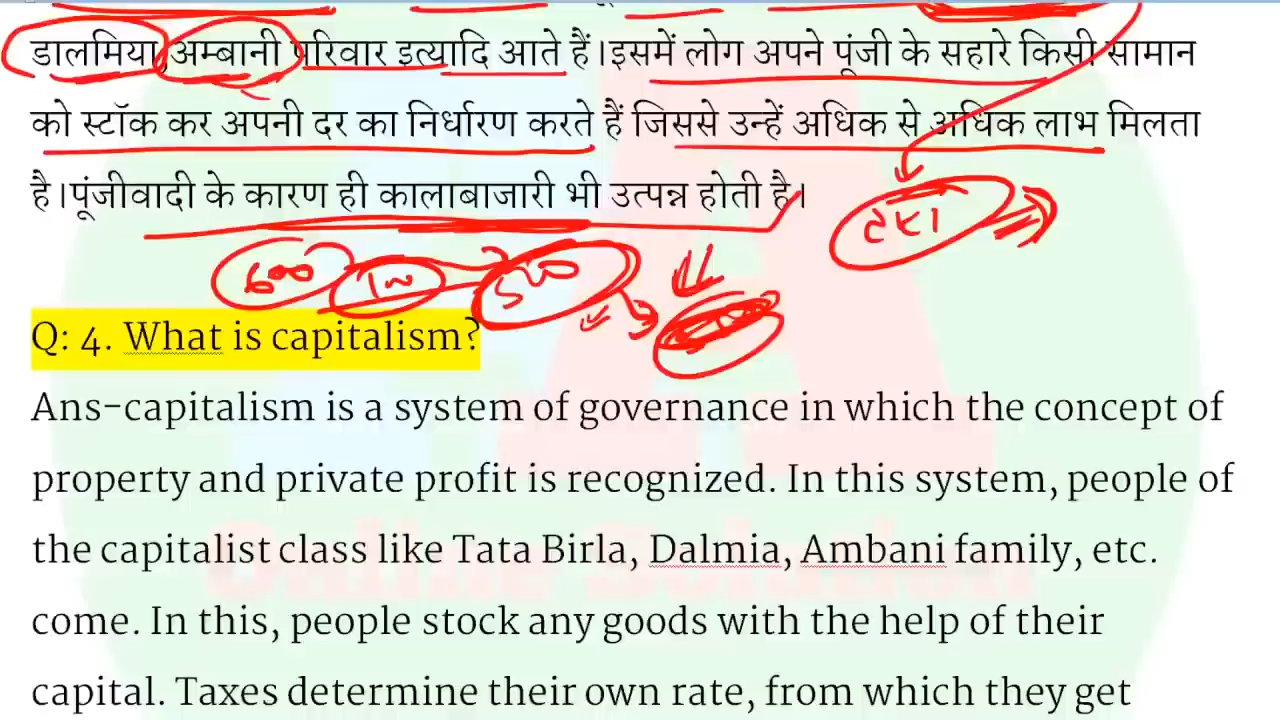 डालमिया,अम्बानी परिवार इत्यादि आते हैं।इसमें लोग अपने पूंजी के सहारे किसी सामान
को स्टॉक कर अपनी दर का निर्धारण करते हैं जिससे उन्हें अधिक से अधिक लाभ मिलता
है।पूंजीवादी के कारण ही कालाबाजारी भी उत्पन्न होती है।
600 100 500
Q: 4. What is capitalism?
Ans-capitalism is a system of governance in which the concept of
property and private profit is recognized. In this system, people of
the capitalist class like Tata Birla, Dalmia, Ambani family, etc.
come. In this, people stock any goods with the help of their
capital. Taxes determine their own rate, from which they get